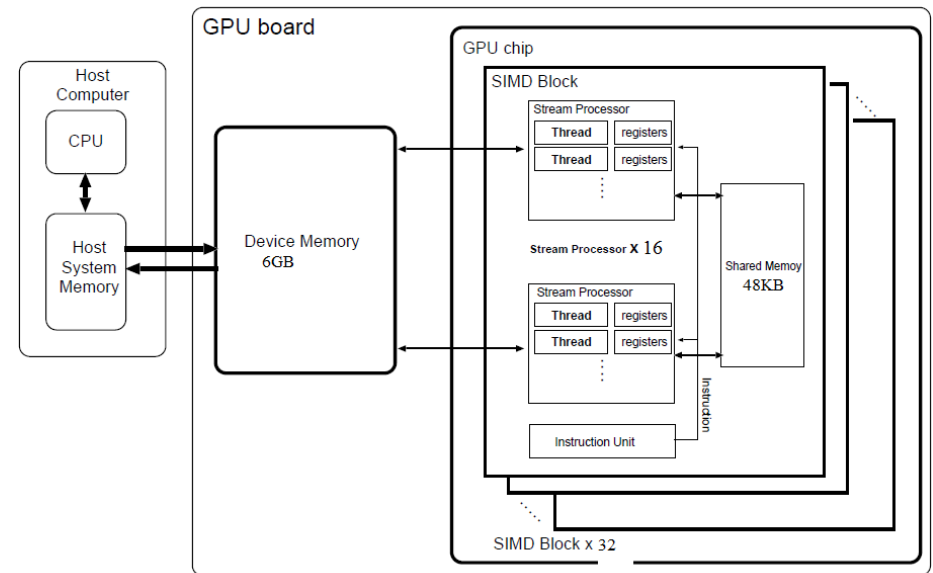 GPU board
GPU chip
Host
Computer
CPU
Host
System
Memory
Device Memory
6GB
SIMD Block
Stream Processor
Thread registers
Thread registers
Stream Processor X 16
Stream Processor
Thread registers
Thread registers
Shared Memoy
48KB
Instruction
Instruction Unit
SIMD Block x 32